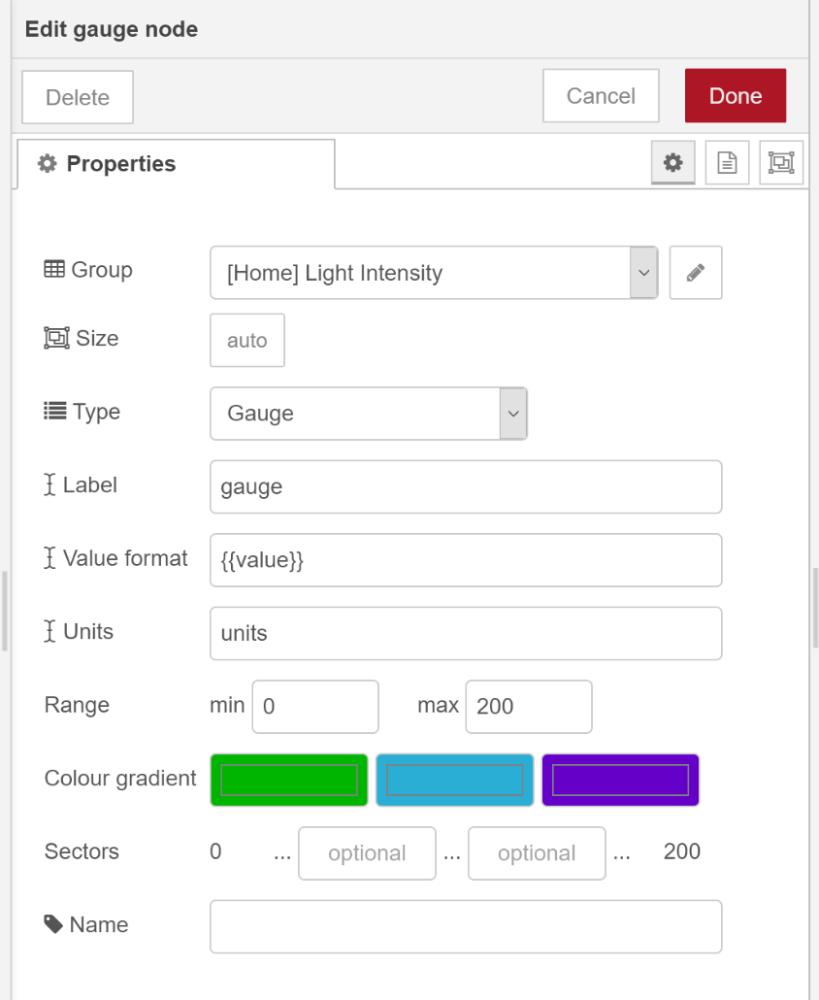 Edit gauge node
Delete Cancel Done
Properties
Group [Home] Light Intensity
Size auto
Type Gauge
Label gauge
Value format {{value}}
Units units
Range min 0 max 200
Colour gradient
Sectors 0 ... optional ... optional ... 200
Name